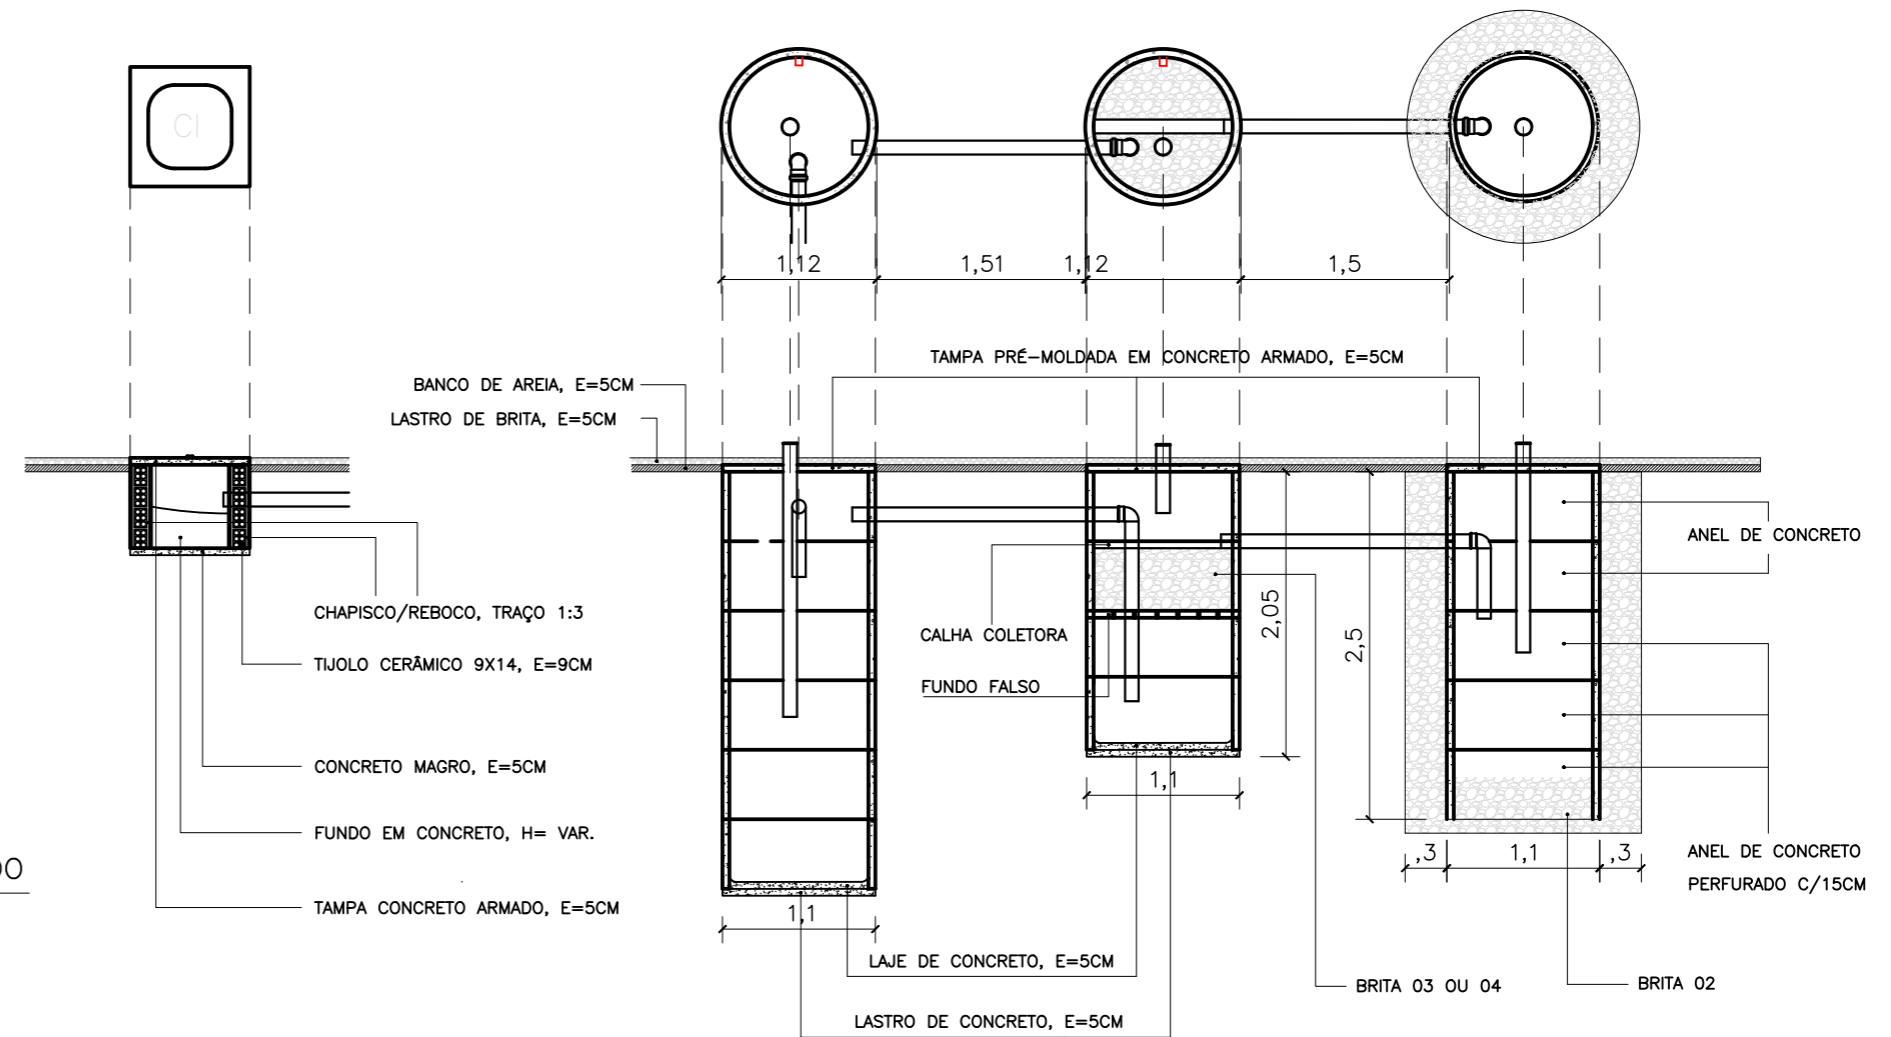 CI
1,12
1,51
1,12
1,5
TAMPA PRÉ-MOLDADA EM CONCRETO ARMADO, E=5CM
BANCO DE AREIA, E=5CM
LASTRO DE BRITA, E=5CM
ANEL DE CONCRETO
CHAPISCO/REBOCO, TRAÇO 1:3
CALHA COLETORA
2,05
2,5
TIJOLO CERÂMICO 9X14, E=9CM
FUNDO FALSO
CONCRETO MAGRO, E=5CM
1,1
FUNDO EM CONCRETO, H= VAR.
,3
1,1
,3
ANEL DE CONCRETO
PERFURADO C/15CM
TAMPA CONCRETO ARMADO, E=5CM
1,1
LAJE DE CONCRETO, E=5CM
BRITA 03 OU 04
BRITA 02
LASTRO DE CONCRETO, E=5CM